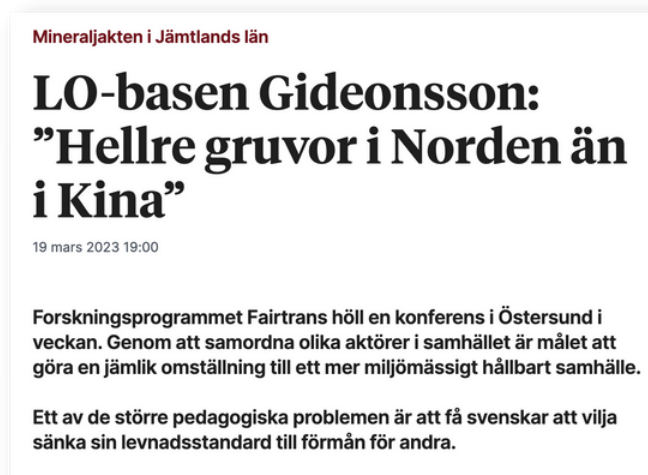 Mineraljakten i Jämtlands län
LO-basen Gideonsson:
”Hellre gruvor i Norden än
i Kina”
19 mars 2023 19:00
Forskningsprogrammet Fairtrans höll en konferens i Östersund i
veckan. Genom att samordna olika aktörer i samhället är målet att
göra en jämlik omställning till ett mer miljömässigt hållbart samhälle.
Ett av de större pedagogiska problemen är att få svenskar att vilja
sänka sin levnadsstandard till förmån för andra.